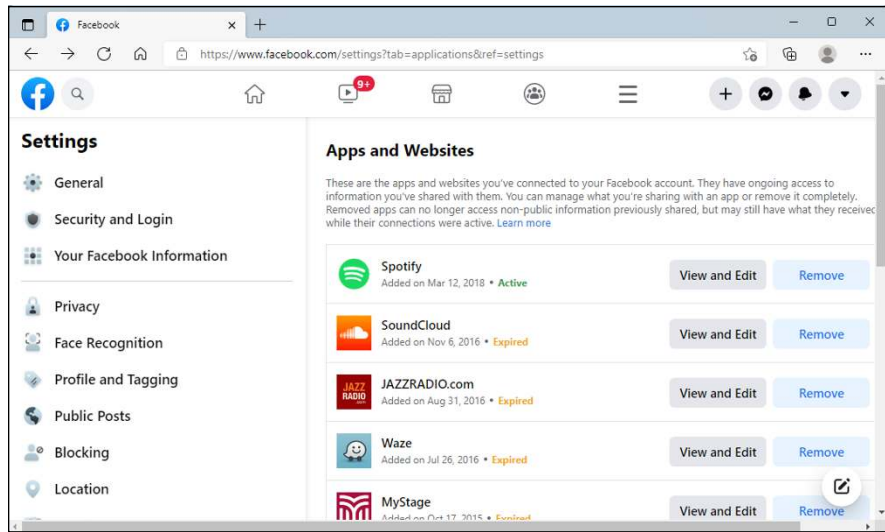 Facebook
https://www.facebook.com/settings?tab=applications&ref=settings
9+
Settings
General
Security and Login
Your Facebook Information
Privacy
Face Recognition
Profile and Tagging
Public Posts
Blocking
Location
Apps and Websites
These are the apps and websites you've connected to your Facebook account. They have ongoing access to
information you've shared with them. You can manage what you're sharing with an app or remove it completely.
Removed apps can no longer access non-public information previously shared, but may still have what they received
while their connections were active. Learn more
Spotify
Added on Mar 12, 2018 • Active
View and Edit
Remove
SoundCloud
Added on Nov 6, 2016 • Expired
View and Edit
Remove
JAZZ
RADIO
JAZZRADIO.com
Added on Aug 31, 2016 • Expired
View and Edit
Remove
Waze
Added on Jul 26, 2016 • Expired
View and Edit
Remove
MyStage
Added on Oct 17, 2015 • Expired
View and Edit
Remove